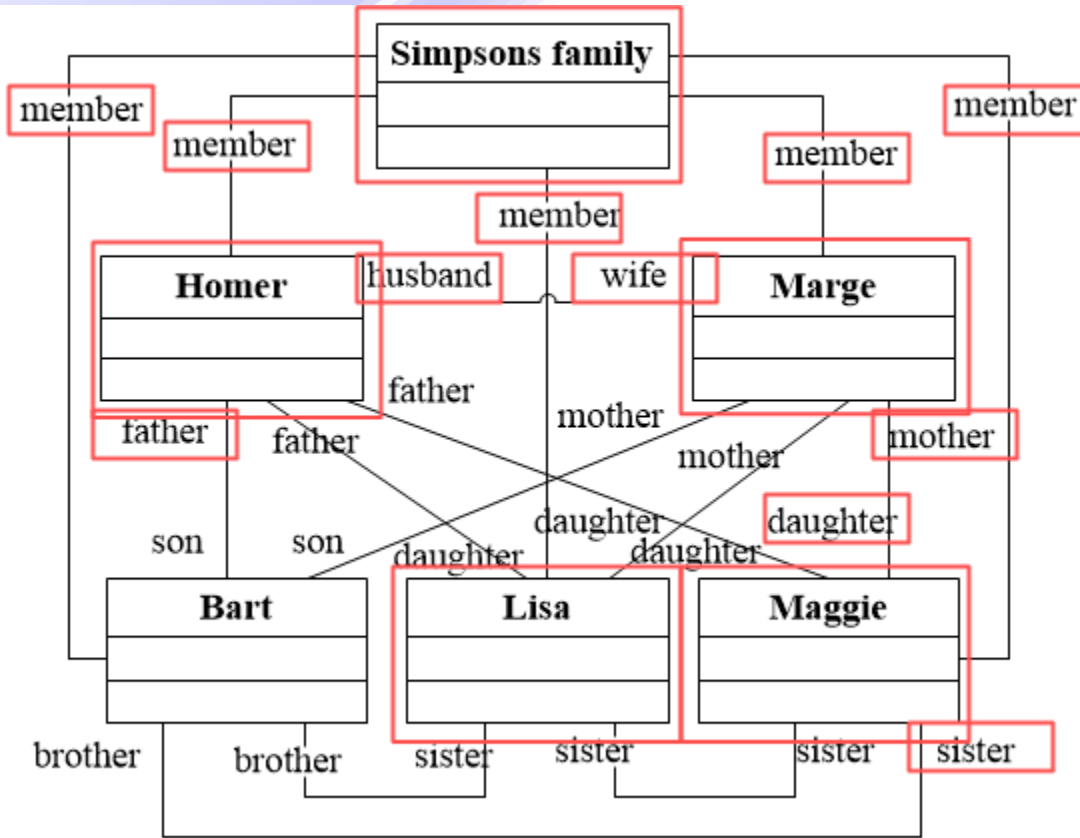 Simpsons family
member
member
member
member
member
Homer
husband
wife
Marge
father
father
father
mother
mother
mother
son
son
daughter
daughter
daughter
daughter
Bart
Lisa
Maggie
brother
brother
sister
sister
sister
sister